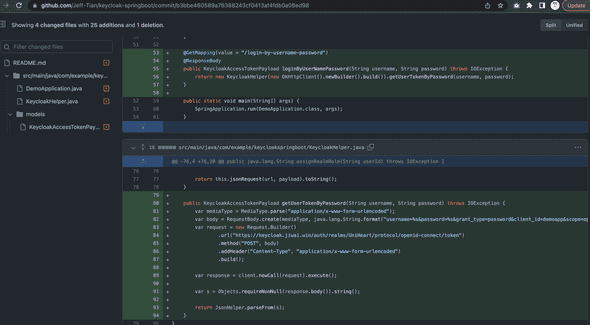 github.com/Jeff-Tian/keycloak-springboot/commit/b3bbe460589a76388243cf0413af4fdb0a06ed98
Update
Showing 4 changed files with 25 additions and 1 deletion.
Split
Unified
Filter changed files
README.md
src/main/java/com/example/key...
DemoApplication.java
KeycloakHelper.java
models
KeycloakAccessTokenPay...
51 52
53 + @GetMapping(value = "/login-by-username-password")
54 + @ResponseBody
55 + public KeycloakAccessTokenPayload loginByUserNamePassword(String username, String password) throws IOException {
56 + return new KeycloakHelper(new OkHttpClient().newBuilder().build()).getUserTokenByPassword(username, password);
57 + }
58 +
52 59 public static void main(String[] args) {
53 60 SpringApplication.run(DemoApplication.class, args);
54 61 }
src/main/java/com/example/keycloakspringboot/KeycloakHelper.java
@@ -76,4 +76,20 @@ public java.lang.String assignRealmRole(String userId) throws IOException {
76 76
77 77 return this.jsonRequest(url, payload).toString();
78 78 }
79 +
80 + public KeycloakAccessTokenPayload getUserTokenByPassword(String username, String password) throws IOException {
81 + var mediaType = MediaType.parse("application/x-www-form-urlencoded");
82 + var body = RequestBody.create(mediaType, java.lang.String.format("username=%s&password=%s&grant_type=password&client_id=demoapp&scope=op
83 + var request = new Request.Builder()
84 + .url("https://keycloak.jiwai.win/auth/realms/UniHeart/protocol/openid-connect/token")
85 + .method("POST", body)
86 + .addHeader("Content-Type", "application/x-www-form-urlencoded")
87 + .build();
88 +
89 + var response = client.newCall(request).execute();
90 +
91 + var s = Objects.requireNonNull(response.body()).string();
92 +
93 + return JsonHelper.parseFrom(s);
94 + }
79 95 }